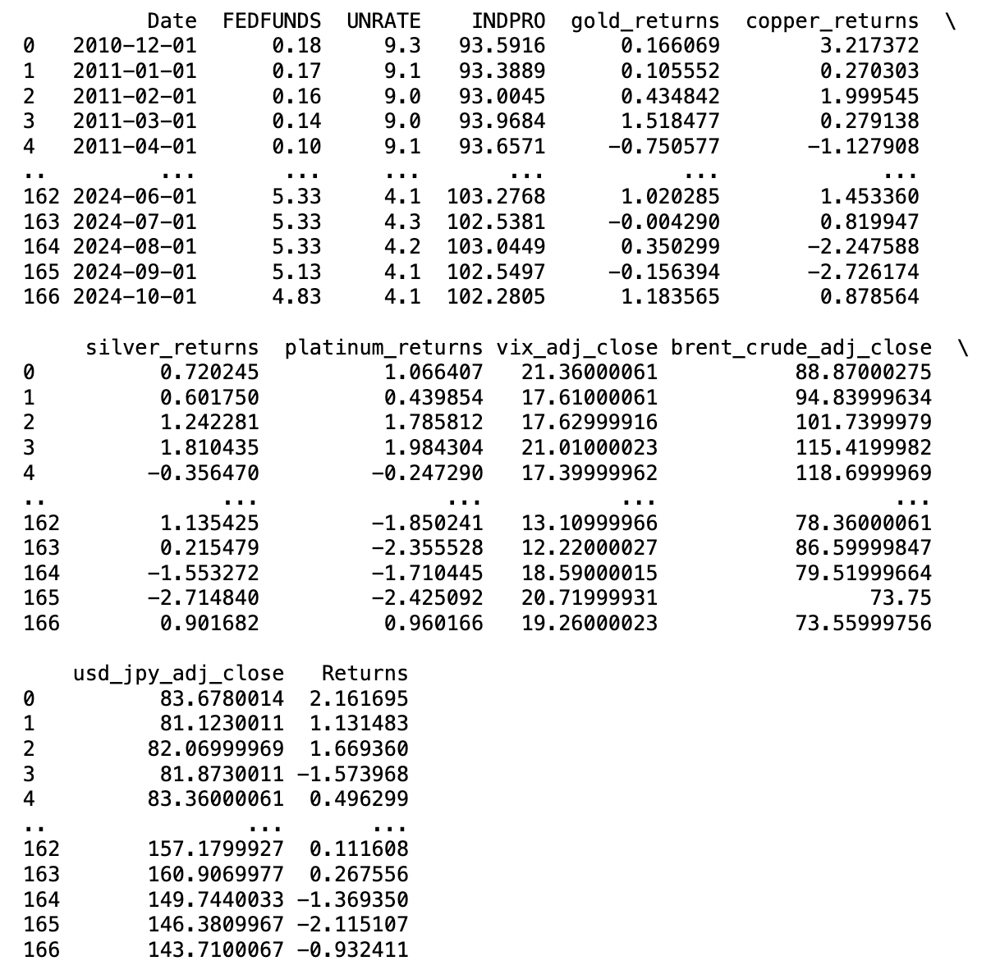 Date  FEDFUNDS  UNRATE    INDPRO  gold_returns  copper_returns  \
0   2010-12-01      0.18     9.3   93.5916      0.166069        3.217372
1   2011-01-01      0.17     9.1   93.3889      0.105552        0.270303
2   2011-02-01      0.16     9.0   93.0045      0.434842        1.999545
3   2011-03-01      0.14     9.0   93.9684      1.518477        0.279138
4   2011-04-01      0.10     9.1   93.6571     -0.750577       -1.127908
..         ...       ...     ...       ...           ...             ...
162 2024-06-01      5.33     4.1  103.2768      1.020285        1.453360
163 2024-07-01      5.33     4.3  102.5381     -0.004290        0.819947
164 2024-08-01      5.33     4.2  103.0449      0.350299       -2.247588
165 2024-09-01      5.13     4.1  102.5497     -0.156394       -2.726174
166 2024-10-01      4.83     4.1  102.2805      1.183565        0.878564

     silver_returns  platinum_returns vix_adj_close brent_crude_adj_close  \
0          0.720245          1.066407   21.36000061           88.87000275
1          0.601750          0.439854   17.61000061           94.83999634
2          1.242281          1.785812   17.62999916           101.7399979
3          1.810435          1.984304   21.01000023           115.4199982
4         -0.356470         -0.247290   17.39999962           118.6999969
..              ...               ...           ...                   ...
162        1.135425         -1.850241   13.10999966           78.36000061
163        0.215479         -2.355528   12.22000027           86.59999847
164       -1.553272         -1.710445   18.59000015           79.51999664
165       -2.714840         -2.425092   20.71999931                 73.75
166        0.901682          0.960166   19.26000023           73.55999756

    usd_jpy_adj_close   Returns
0          83.6780014  2.161695
1          81.1230011  1.131483
2         82.06999969  1.669360
3          81.8730011 -1.573968
4         83.36000061  0.496299
..                ...       ...
162       157.1799927  0.111608
163       160.9069977  0.267556
164       149.7440033 -1.369350
165       146.3809967 -2.115107
166       143.7100067 -0.932411